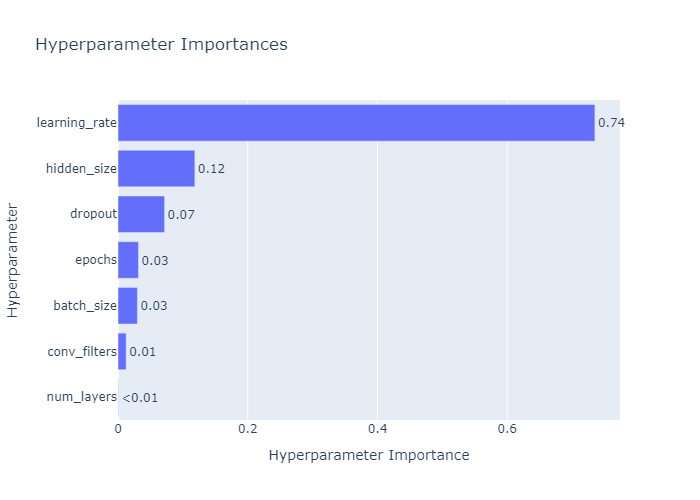 Hyperparameter Importances
Hyperparameter
learning_rate 0.74
hidden_size 0.12
dropout 0.07
epochs 0.03
batch_size 0.03
conv_filters 0.01
num_layers <0.01
0 0.2 0.4 0.6
Hyperparameter Importance